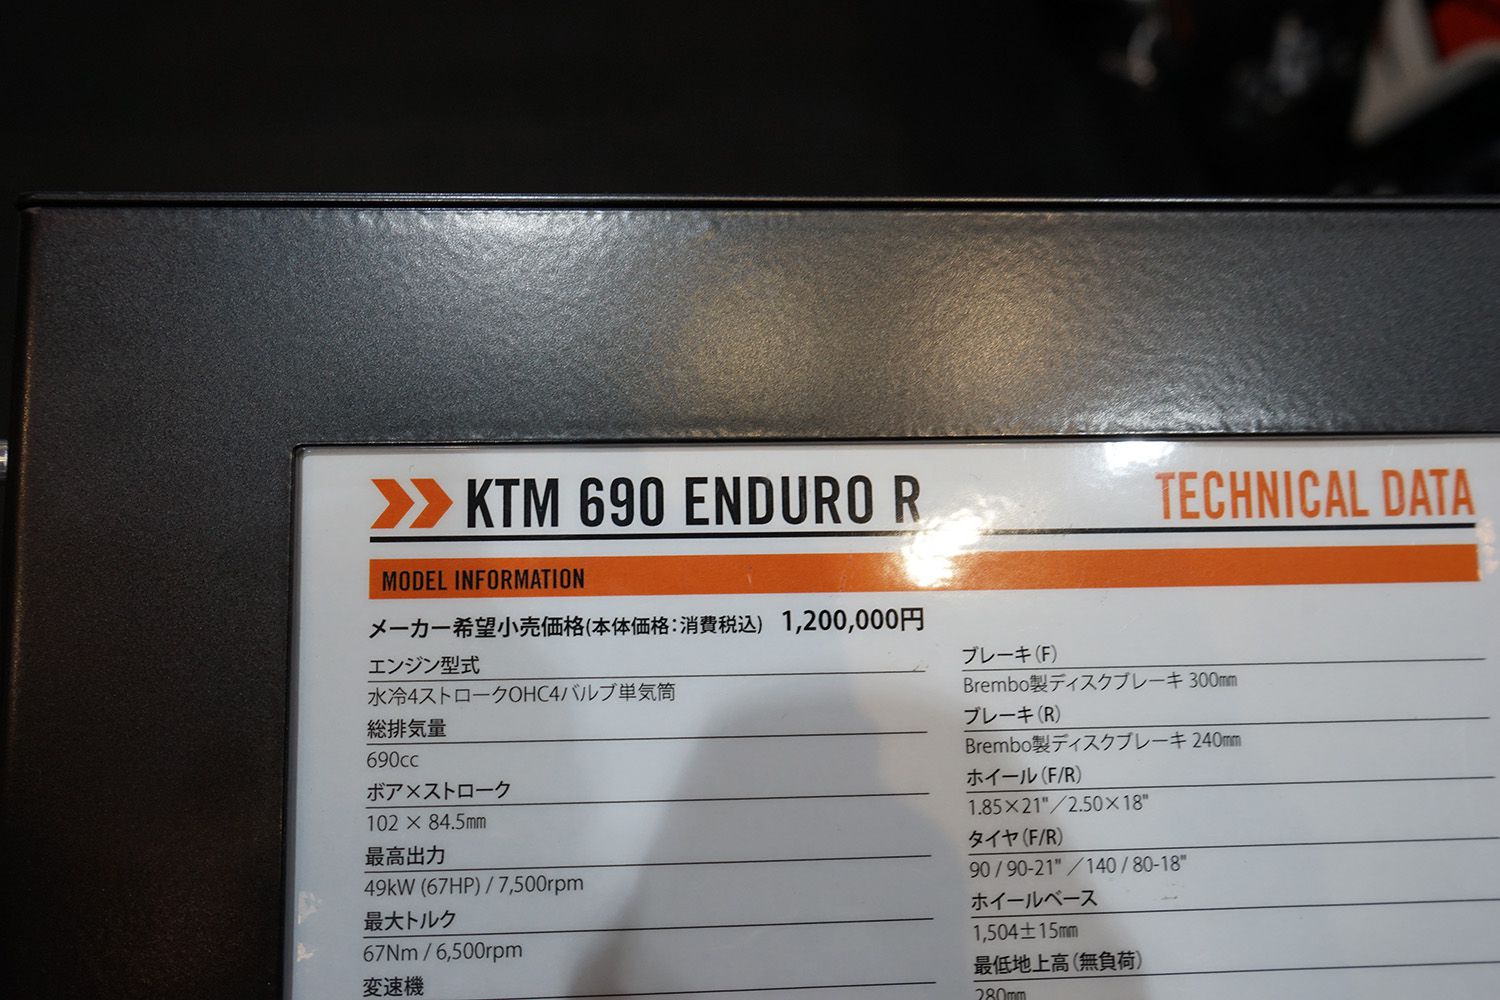 KTM 690 ENDURO R
TECHNICAL DATA
MODEL INFORMATION
メーカー希望小売価格(本体価格:消費税込) 1,200,000円
エンジン型式
水冷4ストロークOHC4バルブ単気筒
総排気量
690cc
ボア×ストローク
102 × 84.5㎜
最高出力
49kW (67HP) / 7,500rpm
最大トルク
67Nm / 6,500rpm
変速機
ブレーキ(F)
Brembo製ディスクブレーキ 300㎜
ブレーキ(R)
Brembo製ディスクブレーキ 240㎜
ホイール(F/R)
1.85×21"/2.50×18"
タイヤ(F/R)
90 / 90-21" /140 / 80-18"
ホイールベース
1,504±15㎜
最低地上高(無負荷)
280㎜